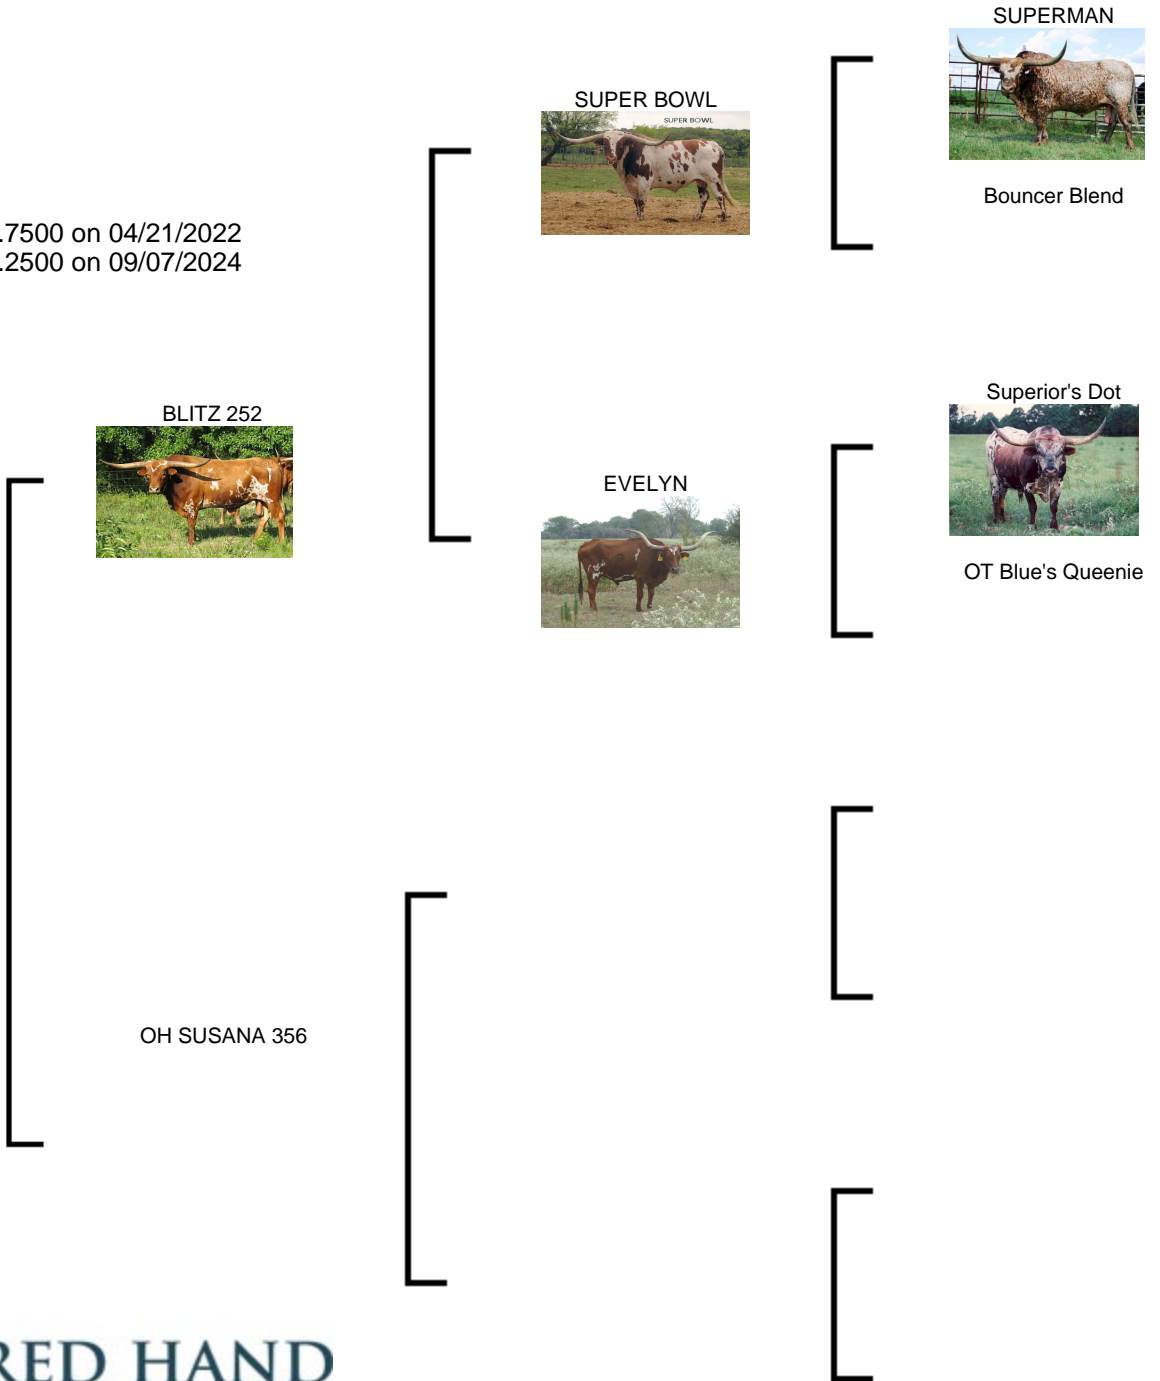 SUPERMAN
SUPER BOWL
SUPER BOWL
Bouncer Blend
.7500 on 04/21/2022
.2500 on 09/07/2024
Superior's Dot
BLITZ 252
EVELYN
OT Blue's Queenie
OH SUSANA 356
RED HAND